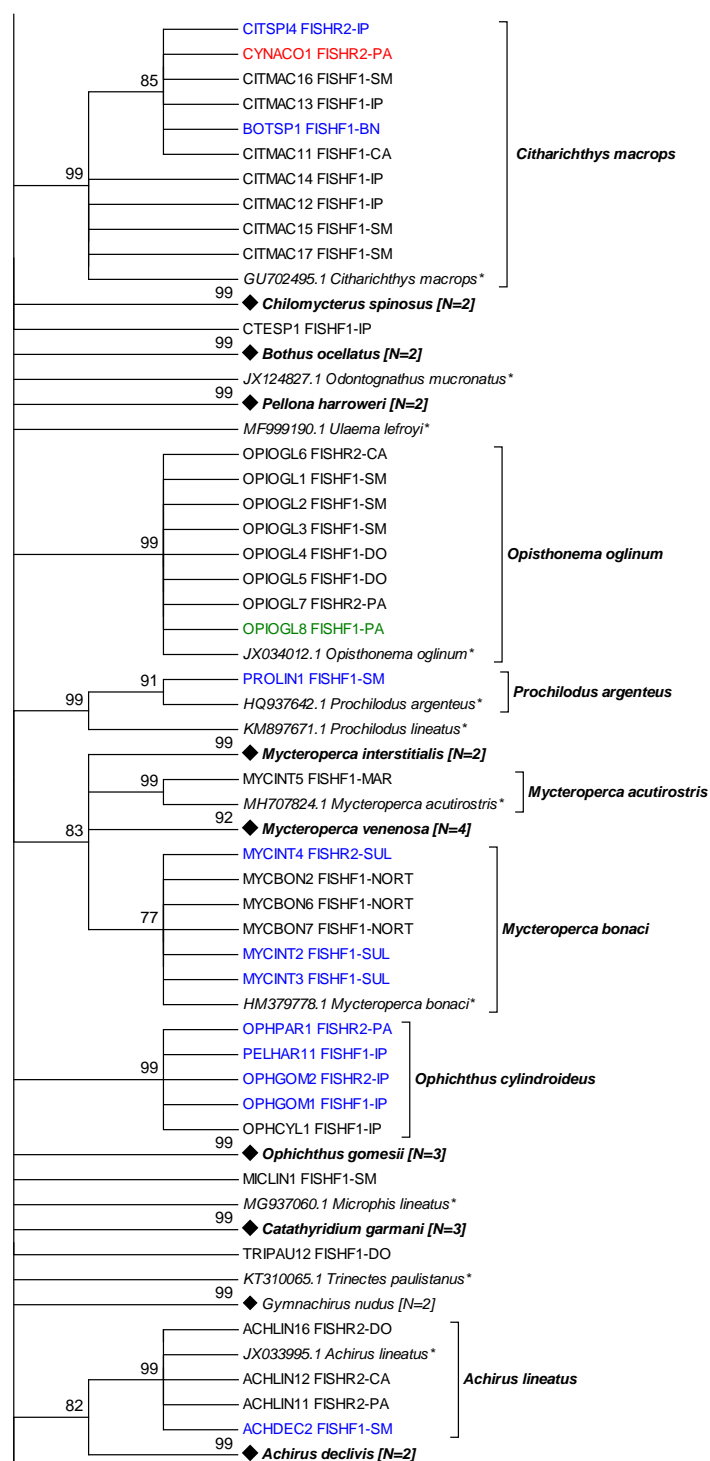 CITSPI4 FISHR2-IP
CYNACO1 FISHR2-PA
85
CITMAC16 FISHF1-SM
CITMAC13 FISHF1-IP
BOTSP1 FISHF1-BN
Citharichthys macrops
CITMAC11 FISHF1-CA
99
CITMAC14 FISHF1-IP
CITMAC12 FISHF1-IP
CITMAC15 FISHF1-SM
CITMAC17 FISHF1-SM
GU702495.1 Citharichthys macrops*
99
Chilomycterus spinosus [N=2]
CTESP1 FISHF1-IP
99
Bothus ocellatus [N=2]
JX124827.1 Odontognathus mucronatus*
99
Pellona harroweri [N=2]
MF999190.1 Ulaema lefroyi*
OPIOGL6 FISHR2-CA
OPIOGL1 FISHF1-SM
OPIOGL2 FISHF1-SM
OPIOGL3 FISHF1-SM
99
OPIOGL4 FISHF1-DO
Opisthonema oglinum
OPIOGL5 FISHF1-DO
OPIOGL7 FISHR2-PA
OPIOGL8 FISHF1-PA
JX034012.1 Opisthonema oglinum*
91
PROLIN1 FISHF1-SM
Prochilodus argenteus
99
HQ937642.1 Prochilodus argenteus*
KM897671.1 Prochilodus lineatus*
99
Mycteroperca interstitialis [N=2]
99
MYCINT5 FISHF1-MAR
Mycteroperca acutirostris
MH707824.1 Mycteroperca acutirostris*
83
92
Mycteroperca venenosa [N=4]
MYCINT4 FISHR2-SUL
MYCBON2 FISHF1-NORT
MYCBON6 FISHF1-NORT
77
MYCBON7 FISHF1-NORT
Mycteroperca bonaci
MYCINT2 FISHF1-SUL
MYCINT3 FISHF1-SUL
HM379778.1 Mycteroperca bonaci*
OPHPAR1 FISHR2-PA
PELHAR11 FISHF1-IP
99
OPHGOM2 FISHR2-IP
Ophichthus cylindroideus
OPHGOM1 FISHF1-IP
OPHCYL1 FISHF1-IP
99
Ophichthus gomesii [N=3]
MICLIN1 FISHF1-SM
MG937060.1 Microphis lineatus*
99
Catathyridium garmani [N=3]
TRIPAU12 FISHF1-DO
KT310065.1 Trinectes paulistanus*
99
Gymnachirus nudus [N=2]
ACHLIN16 FISHR2-DO
JX033995.1 Achirus lineatus*
99
ACHLIN12 FISHR2-CA
Achirus lineatus
ACHLIN11 FISHR2-PA
82
ACHDEC2 FISHF1-SM
99
Achirus declivis [N=2]